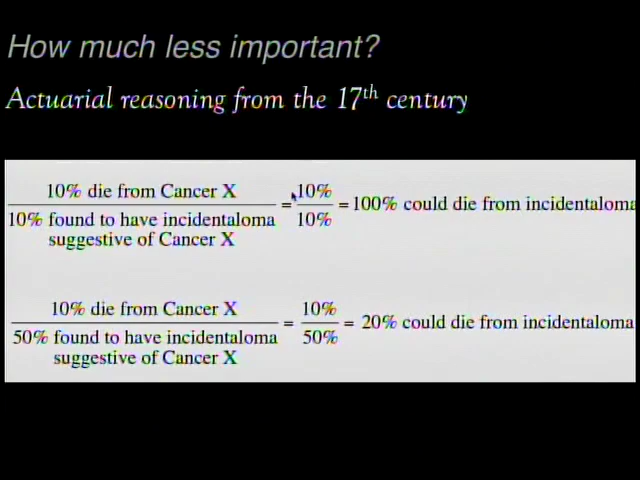 How much less important?
Actuarial reasoning from the 17th century
10% die from Cancer X
10% found to have incidentaloma
suggestive of Cancer X
= 10% / 10% = 100% could die from incidentaloma
10% die from Cancer X
50% found to have incidentaloma
suggestive of Cancer X
= 10% / 50% = 20% could die from incidentaloma